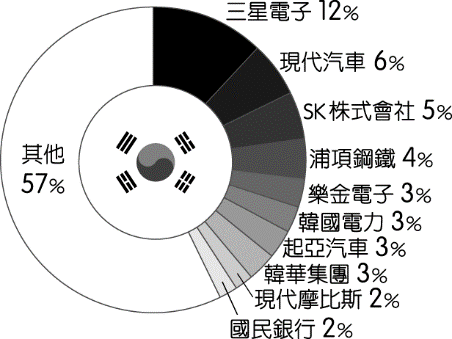 三星電子 12%
現代汽車 6%
SK株式會社 5%
浦項鋼鐵 4%
樂金電子 3%
韓國電力 3%
起亞汽車 3%
韓華集團 3%
現代摩比斯 2%
國民銀行 2%
其他
57%